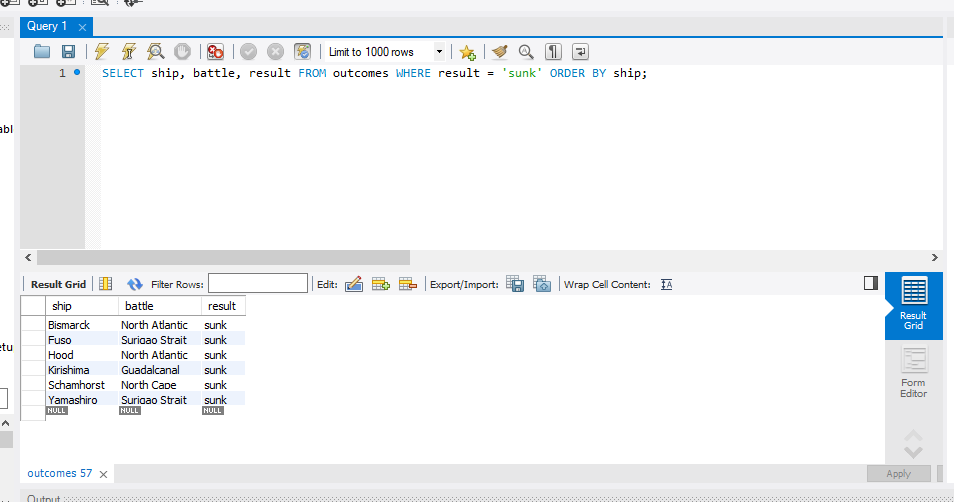 Query 1
Limit to 1000 rows
1
SELECT ship, battle, result FROM outcomes WHERE result = 'sunk' ORDER BY ship;
abl
etu
Result Grid
Filter Rows:
Edit:
Export/Import:
Wrap Cell Content:
ship battle result
Bismarck North Atlantic sunk
Fuso Surigao Strait sunk
Hood North Atlantic sunk
Kirishima Guadalcanal sunk
Schamhorst North Cape sunk
Yamashiro Surigao Strait sunk
NULL NULL NULL
Result
Grid
Form
Editor
outcomes 57
Apply
Output